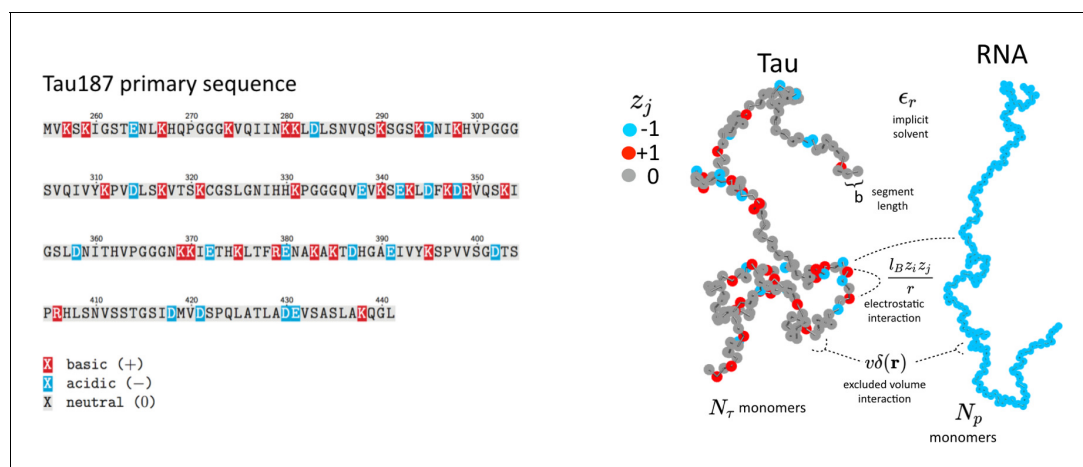 Tau187 primary sequence
260 270 280 290 300
MVKSKIGSTENLKHQPGGGKVQIINKKLDLSNVQSKSGSKDNIKHVPGGG
310 320 330 340 350
SVQIVYKPVDLSKVTSKCGSLGNIHHKPGGGQVEVKSEKLDFKDRVQSKI
360 370 380 390 400
GSLDNITHVPGGGNKKIETHKLTFRENAKAKTDHGAEIVYKSPVVSGDTS
410 420 430 440
PRHLSNVSSTGSIDMVDSPQLATLADEVSASLAKQGL
X basic (+)
X acidic (−)
X neutral (0)
Tau
RNA
z_j
-1
+1
0
ϵ_r
implicit
solvent
b
segment
length
l_B z_i z_j
r
electrostatic
interaction
vδ(r)
excluded volume
interaction
N_τ monomers
N_p
monomers